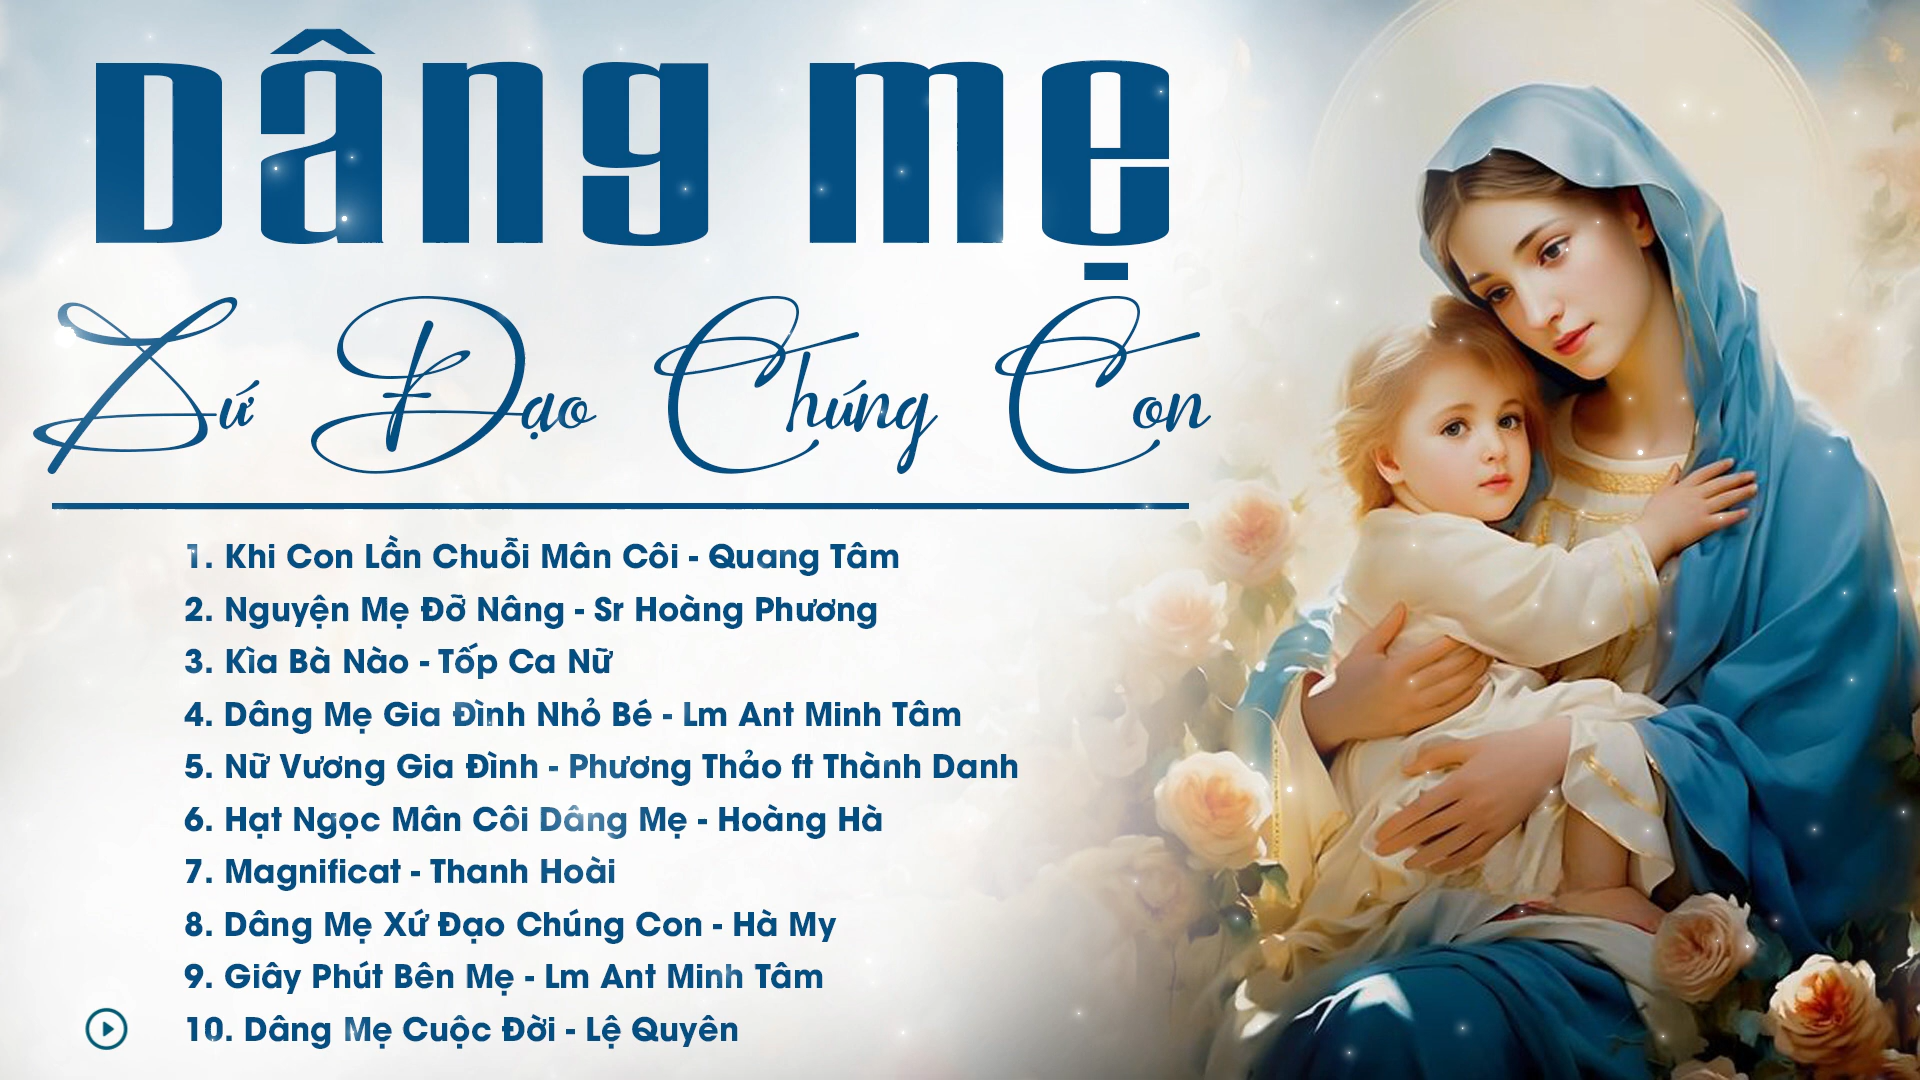 Dâng Mẹ
Xứ Đạo Chúng Con
1. Khi Con Lần Chuỗi Mân Côi - Quang Tâm
2. Nguyện Mẹ Đỡ Nâng - Sr Hoàng Phương
3. Kìa Bà Nào - Tốp Ca Nữ
4. Dâng Mẹ Gia Đình Nhỏ Bé - Lm Ant Minh Tâm
5. Nữ Vương Gia Đình - Phương Thảo ft Thành Danh
6. Hạt Ngọc Mân Côi Dâng Mẹ - Hoàng Hà
7. Magnificat - Thanh Hoài
8. Dâng Mẹ Xứ Đạo Chúng Con - Hà My
9. Giây Phút Bên Mẹ - Lm Ant Minh Tâm
10. Dâng Mẹ Cuộc Đời - Lệ Quyên